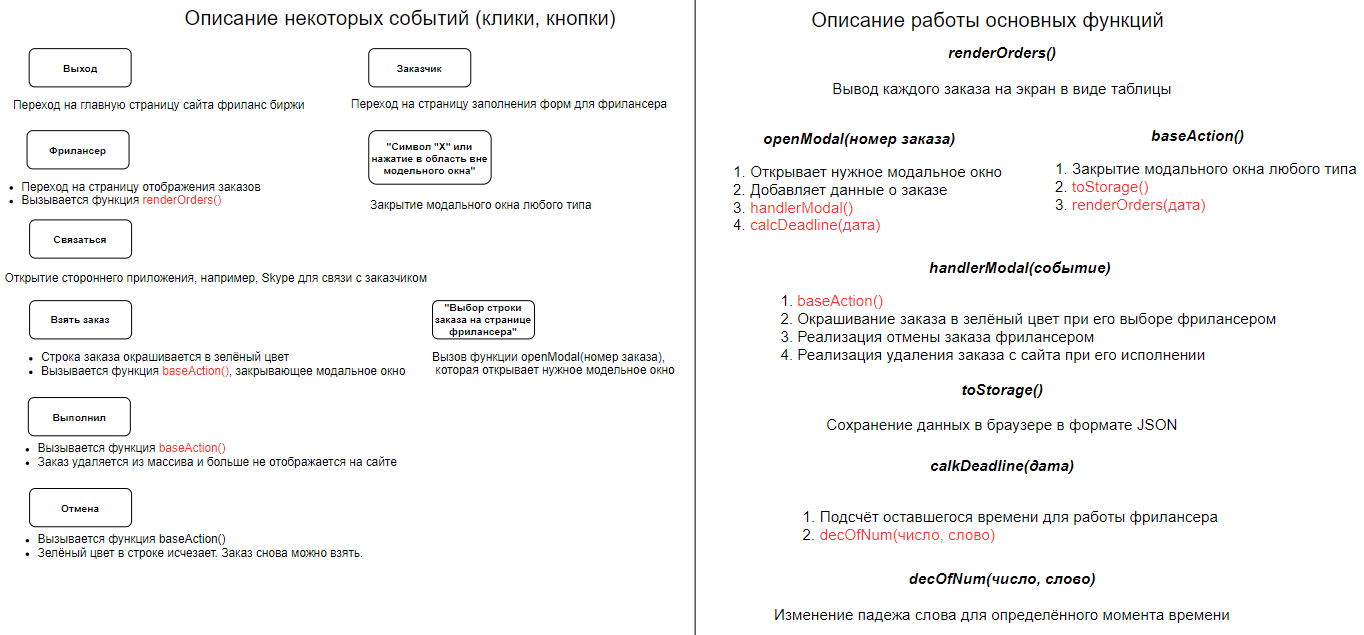 Описание некоторых событий (клики, кнопки)
Выход
Переход на главную страницу сайта фриланс биржи
Заказчик
Переход на страницу заполнения форм для фрилансера
Фрилансер
• Переход на страницу отображения заказов
• Вызывается функция renderOrders()
"Символ "X" или
нажатие в область вне
модельного окна"
Закрытие модального окна любого типа
Связаться
Открытие стороннего приложения, например, Skype для связи с заказчиком
Взять заказ
• Строка заказа окрашивается в зелёный цвет
• Вызывается функция baseAction(), закрывающее модальное окно
"Выбор строки
заказа на странице
фрилансера"
Вызов функции openModal(номер заказа),
которая открывает нужное модельное окно
Выполнил
• Вызывается функция baseAction()
• Заказ удаляется из массива и больше не отображается на сайте
Отмена
• Вызывается функция baseAction()
• Зелёный цвет в строке исчезает. Заказ снова можно взять.
Описание работы основных функций
renderOrders()
Вывод каждого заказа на экран в виде таблицы
openModal(номер заказа)
1. Открывает нужное модальное окно
2. Добавляет данные о заказе
3. handlerModal()
4. calcDeadline(дата)
baseAction()
1. Закрытие модального окна любого типа
2. toStorage()
3. renderOrders(дата)
handlerModal(событие)
1. baseAction()
2. Окрашивание заказа в зелёный цвет при его выборе фрилансером
3. Реализация отмены заказа фрилансером
4. Реализация удаления заказа с сайта при его исполнении
toStorage()
Сохранение данных в браузере в формате JSON
calkDeadline(дата)
1. Подсчёт оставшегося времени для работы фрилансера
2. decOfNum(число, слово)
decOfNum(число, слово)
Изменение падежа слова для определённого момента времени